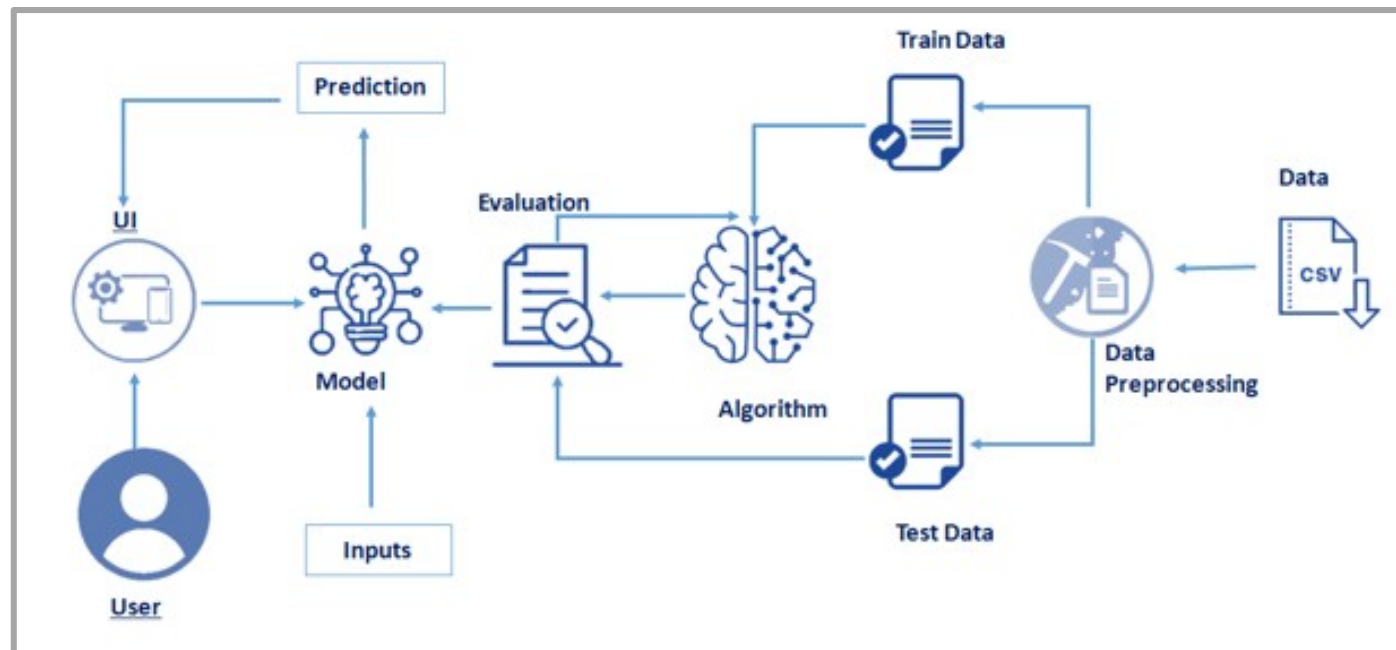 Train Data
Prediction
Data
Evaluation
UI
CSV
Data
Preprocessing
Model
Algorithm
Test Data
Inputs
User